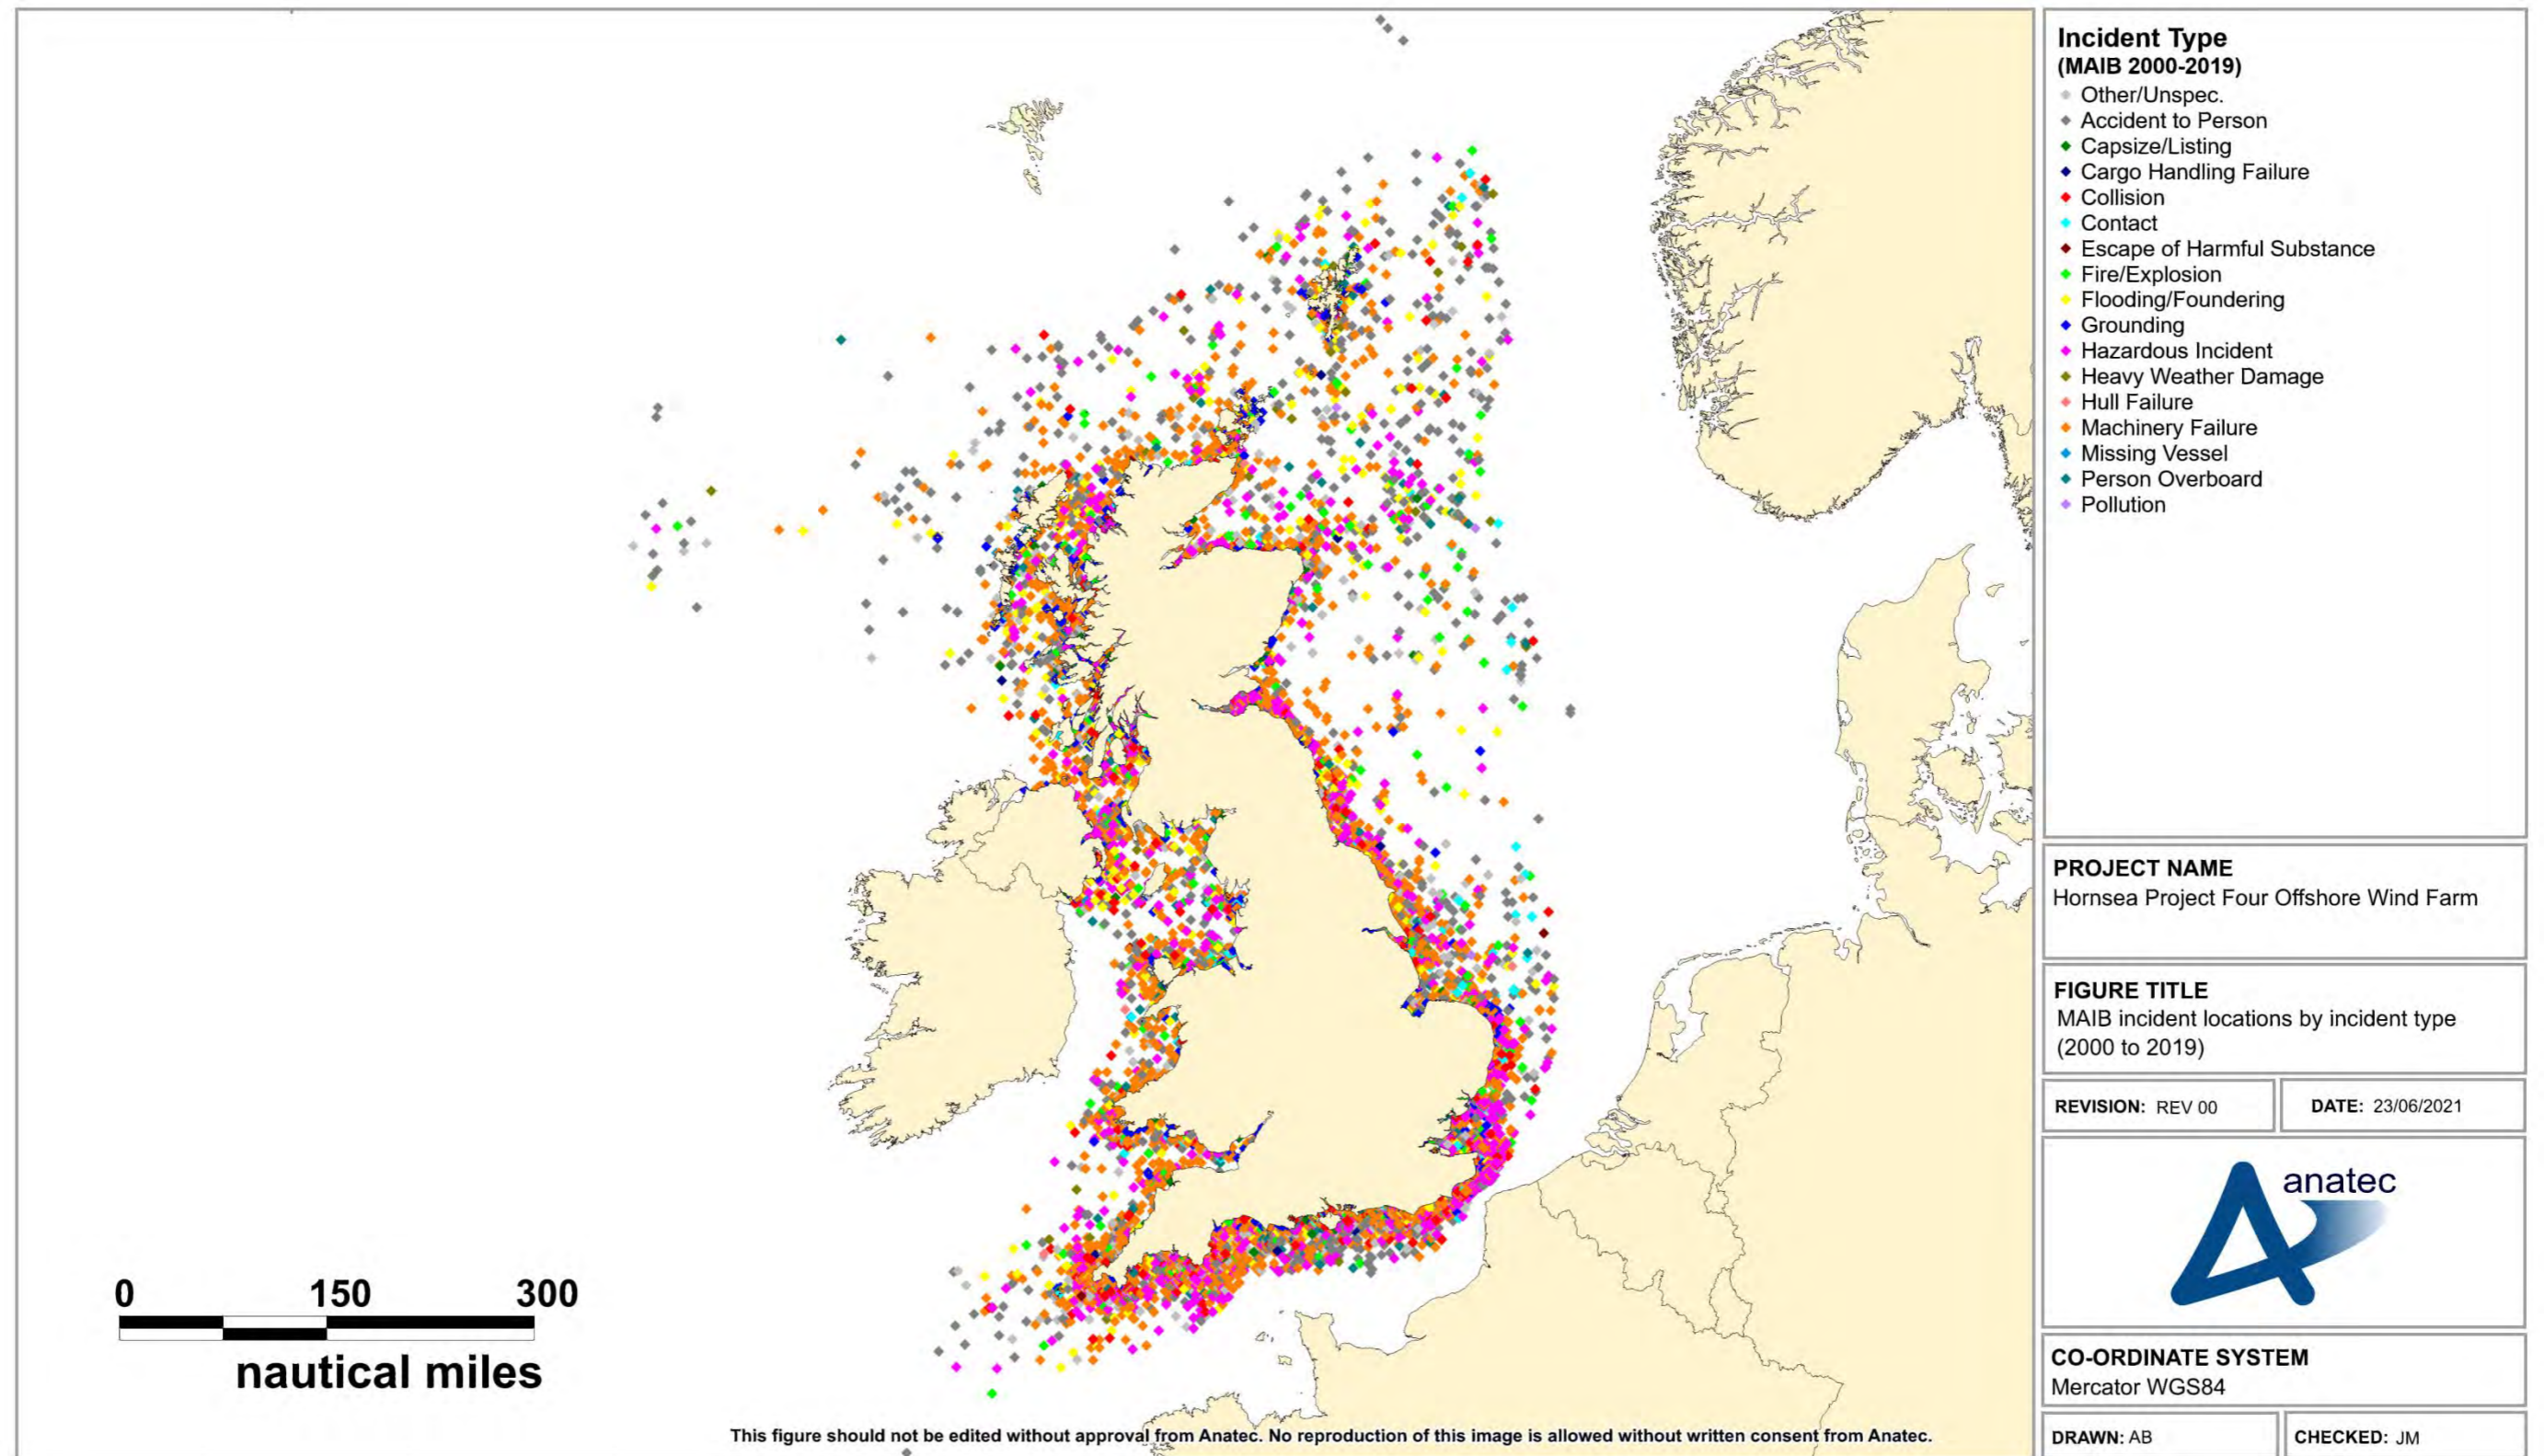 Incident Type
(MAIB 2000-2019)
Other/Unspec.
Accident to Person
Capsize/Listing
Cargo Handling Failure
Collision
Contact
Escape of Harmful Substance
Fire/Explosion
Flooding/Foundering
Grounding
Hazardous Incident
Heavy Weather Damage
Hull Failure
Machinery Failure
Missing Vessel
Person Overboard
Pollution
PROJECT NAME
Hornsea Project Four Offshore Wind Farm
FIGURE TITLE
MAIB incident locations by incident type
(2000 to 2019)
REVISION: REV 00
DATE: 23/06/2021
anatec
CO-ORDINATE SYSTEM
Mercator WGS84
DRAWN: AB
CHECKED: JM
0 150 300
nautical miles
This figure should not be edited without approval from Anatec. No reproduction of this image is allowed without written consent from Anatec.